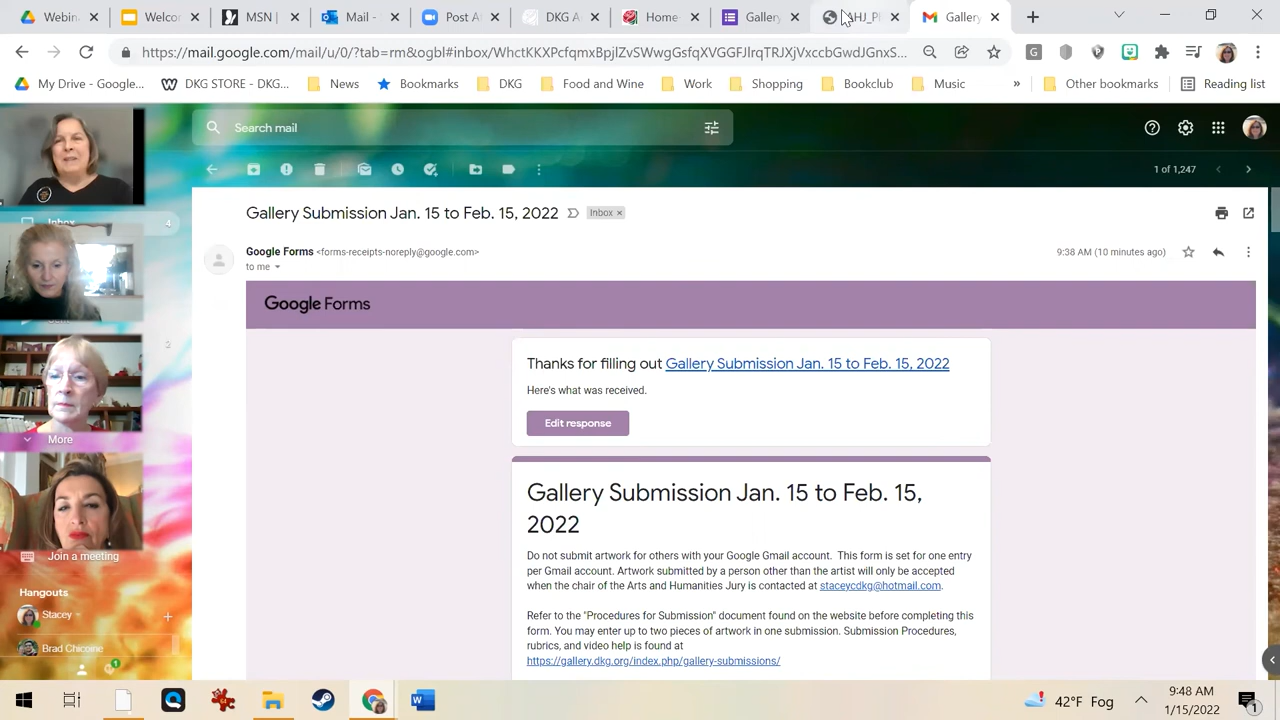 Webin
Welcom
MSN |
Mail -
Post A
DKG A
Home
Gallery
AHJ_P
Gallery
https://mail.google.com/mail/u/0/?tab=rm&ogbl#inbox/WhctKKXPcfqmxBpjlZvSWwgGsfqXVGGFJlrqTRJXjVxccbGwdJGnxS...
My Drive - Google...
DKG STORE - DKG...
News
Bookmarks
DKG
Food and Wine
Work
Shopping
Bookclub
Music
»
Other bookmarks
Reading list
Search mail
1 of 1,247
Inbox 4
Gallery Submission Jan. 15 to Feb. 15, 2022
Inbox ×
Google Forms <forms-receipts-noreply@google.com>
9:38 AM (10 minutes ago)
to me
Google Forms
Thanks for filling out Gallery Submission Jan. 15 to Feb. 15, 2022
Here's what was received.
Edit response
More
Gallery Submission Jan. 15 to Feb. 15,
2022
Do not submit artwork for others with your Google Gmail account. This form is set for one entry
per Gmail account. Artwork submitted by a person other than the artist will only be accepted
when the chair of the Arts and Humanities Jury is contacted at staceycdkg@hotmail.com.
Join a meeting
Hangouts
Stacey
Brad Chicoine
Refer to the "Procedures for Submission" document found on the website before completing this
form. You may enter up to two pieces of artwork in one submission. Submission Procedures,
rubrics, and video help is found at
https://gallery.dkg.org/index.php/gallery-submissions/
1
42°F Fog
9:48 AM
1/15/2022
1